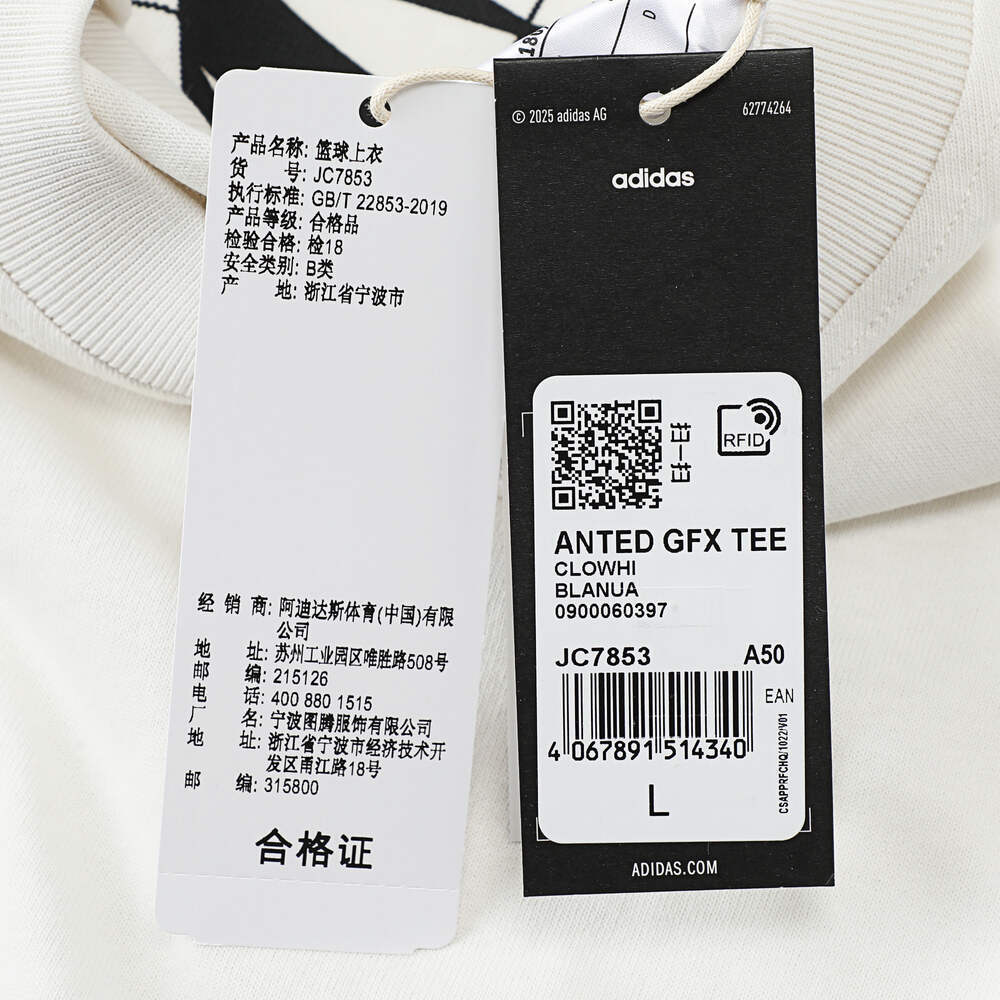 产品名称: 篮球上衣
货 号: JC7853
执行标准: GB/T 22853-2019
产品等级: 合格品
检验合格: 检18
安全类别: B类
产 地: 浙江省宁波市
经 销 商: 阿迪达斯体育(中国)有限
公司
地 址: 苏州工业园区唯胜路508号
邮 编: 215126
电 话: 400 880 1515
厂 名: 宁波图腾服饰有限公司
地 址: 浙江省宁波市经济技术开
发区甬江路18号
邮 编: 315800
合格证
180
D
© 2025 adidas AG
62774264
adidas
RFID
ANTED GFX TEE
CLOWHI
BLANUA
0900060397
JC7853 A50
EAN
4 067891 514340
CSAPPRFCHQ/1022/V01
L
ADIDAS.COM